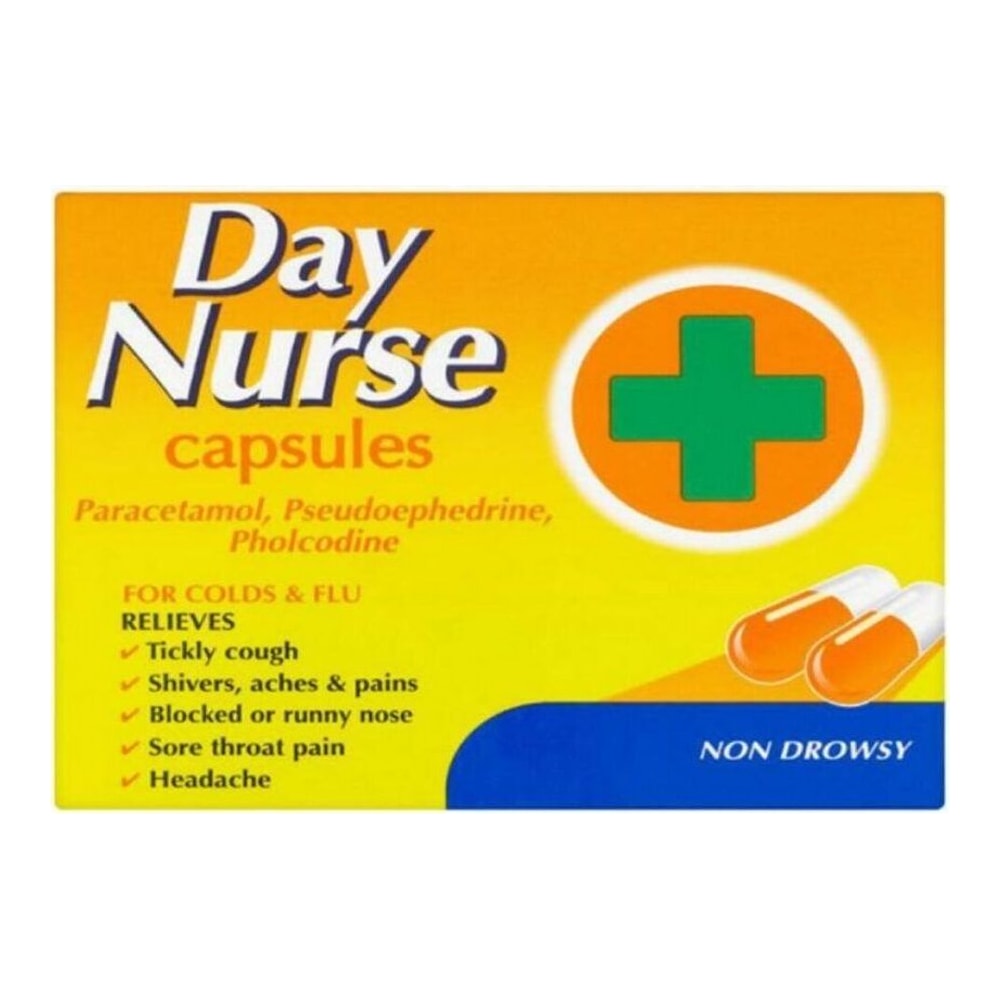 Day
Nurse
capsules
Paracetamol, Pseudoephedrine,
Pholcodine
FOR COLDS & FLU
RELIEVES
Tickly cough
Shivers, aches & pains
Blocked or runny nose
Sore throat pain
Headache
NON DROWSY